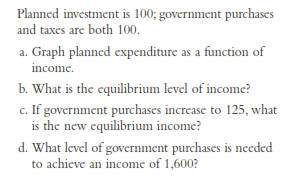 Planned investment is 100; government purchases
and taxes are both 100.
a. Graph planned expenditure as a function of
income.
b. What is the equilibrium level of income?
c. If government purchases increase to 125, what
is the new equilibrium income?
d. What level of government purchases is needed
to achieve an income of 1,600?